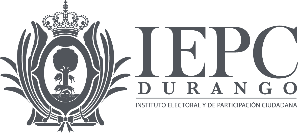 IEPC
DURANGO
INSTITUTO ELECTORAL Y DE PARTICIPACIÓN CIUDADANA